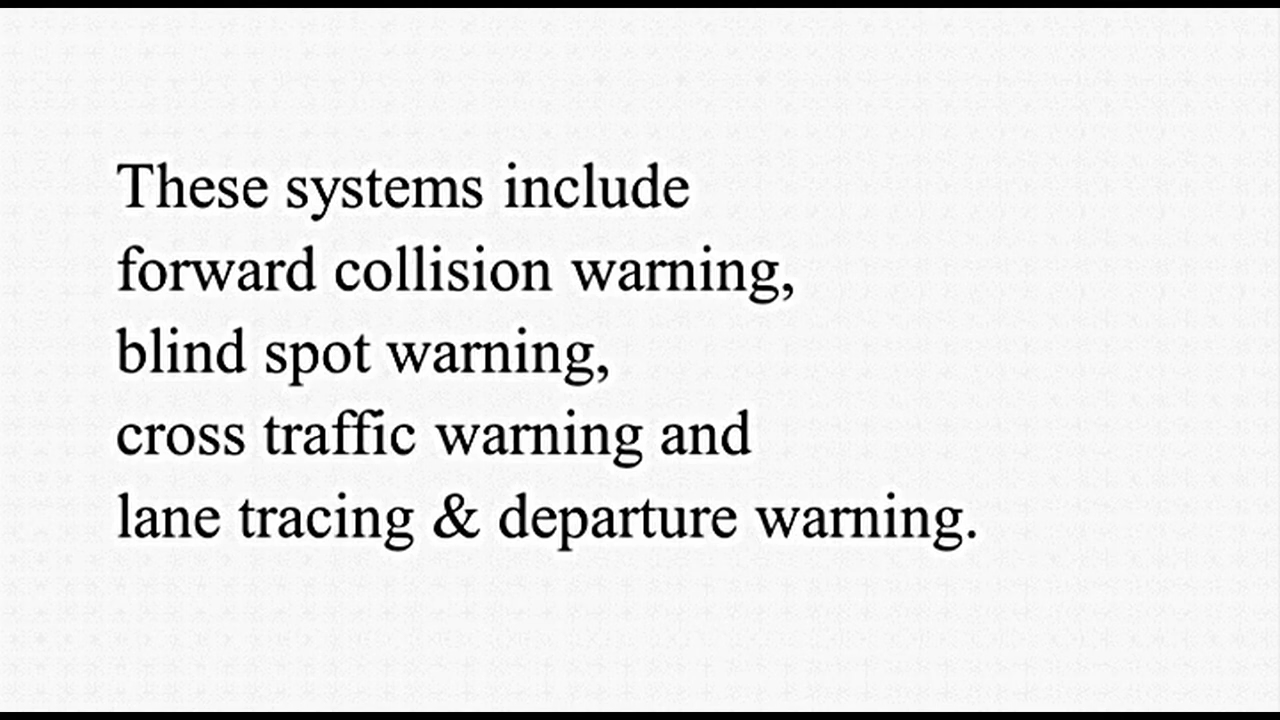 These systems include
forward collision warning,
blind spot warning,
cross traffic warning and
lane tracing & departure warning.